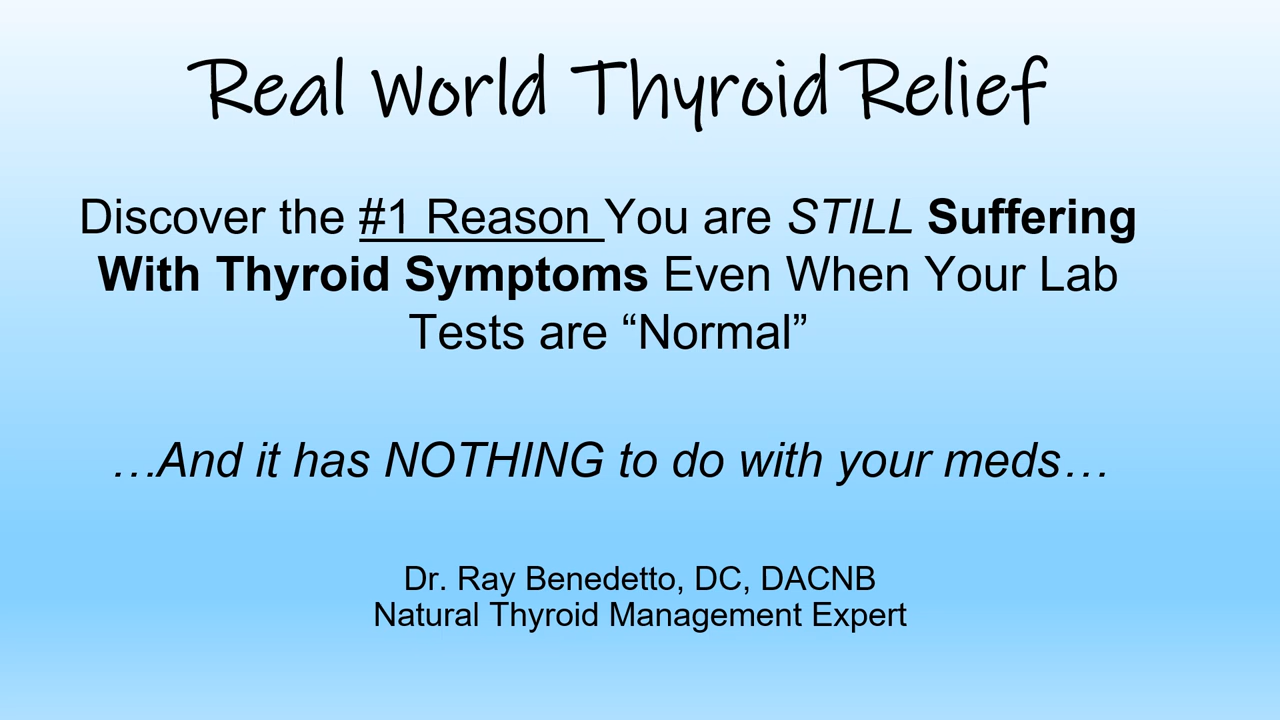 Real World Thyroid Relief
Discover the #1 Reason You are STILL Suffering
With Thyroid Symptoms Even When Your Lab
Tests are “Normal”
…And it has NOTHING to do with your meds…
Dr. Ray Benedetto, DC, DACNB
Natural Thyroid Management Expert